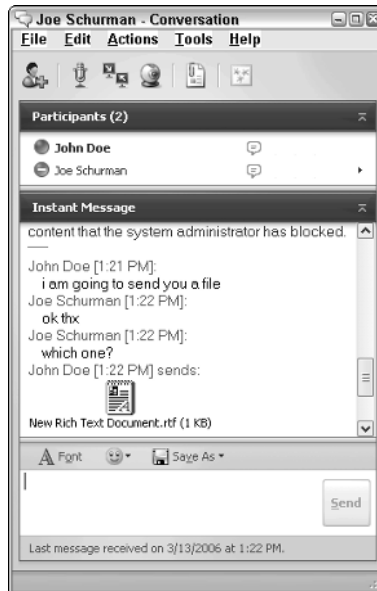 Joe Schurman - Conversation
File Edit Actions Tools Help
Participants (2)
John Doe
Joe Schurman
Instant Message
content that the system administrator has blocked.
John Doe [1:21 PM]:
i am going to send you a file
Joe Schurman [1:22 PM]:
ok thx
Joe Schurman [1:22 PM]:
which one?
John Doe [1:22 PM] sends:
New Rich Text Document.rtf (1 KB)
A Font Save As
Send
Last message received on 3/13/2006 at 1:22 PM.